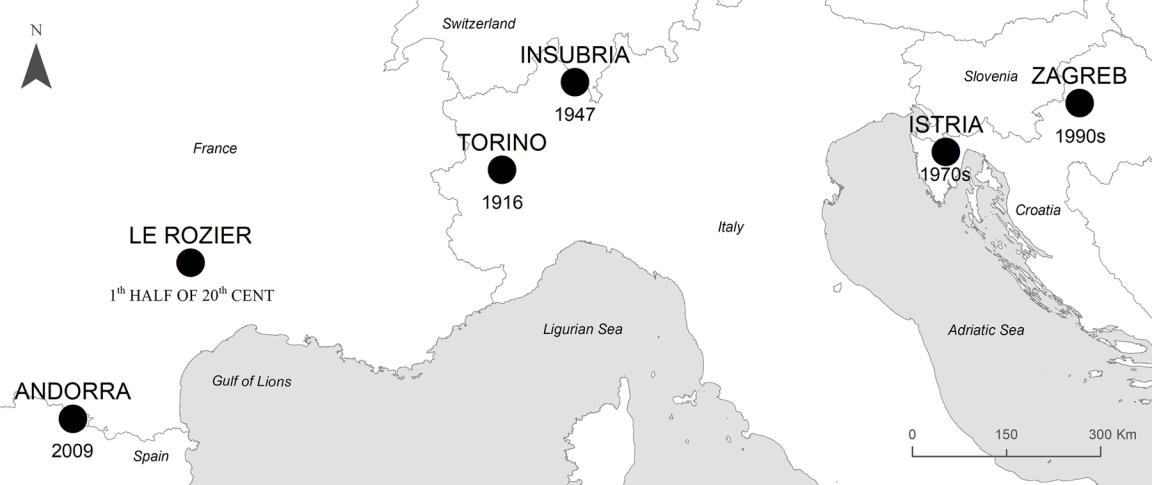 N
Switzerland
INSUBRIA
1947
Slovenia
ZAGREB
1990s
ISTRIA
1970s
France
TORINO
1916
Croatia
Italy
LE ROZIER
1th HALF OF 20th CENT
Ligurian Sea
Adriatic Sea
Gulf of Lions
ANDORRA
2009
Spain
0 150 300 Km